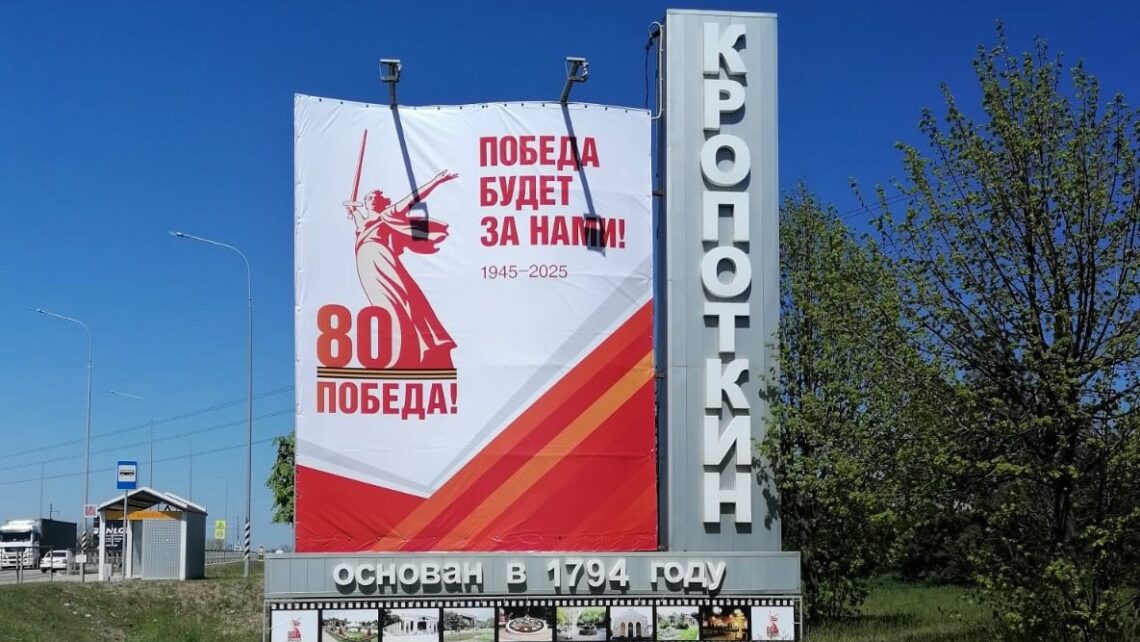 ПОБЕДА
БУДЕТ
ЗА НАМИ!
1945–2025
80
ПОБЕДА!
КРОПОТКИН
основан в 1794 году